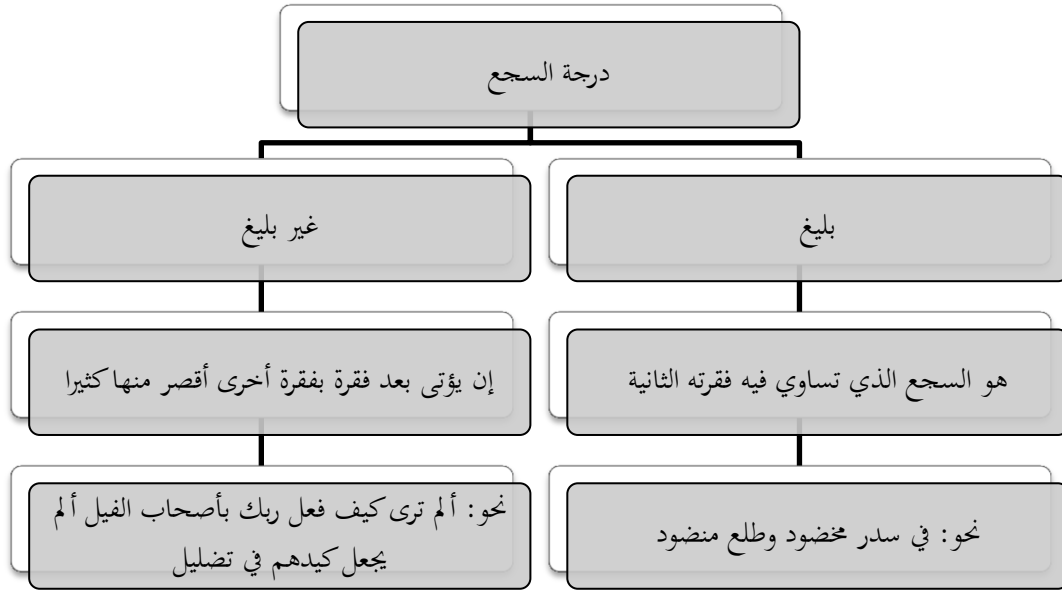 درجة السجع
بليغ
غير بليغ
هو السجع الذي تساوي فيه فقرته الثانية
إن يؤتى بعد فقرة بفقرة أخرى أقصر منها كثيرا
نحو: في سدر مخضود وطلع منضود
نحو: ألم ترى كيف فعل ربك بأصحاب الفيل ألم
يجعل كيدهم في تضليل